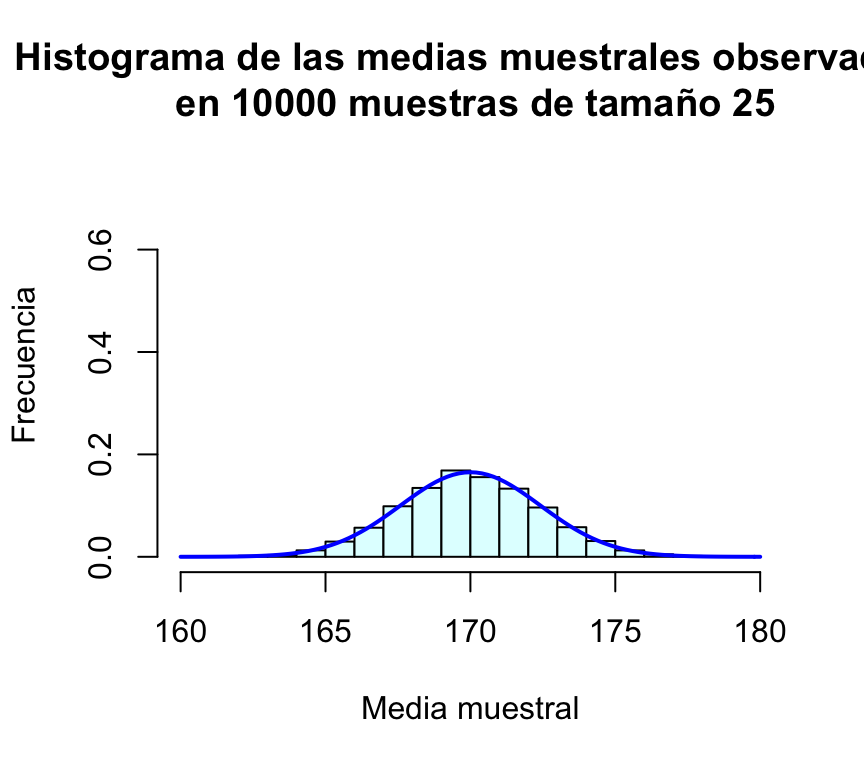 Histograma de las medias muestrales observa
en 10000 muestras de tamaño 25
0.6
0.4
0.2
0.0
Frecuencia
160 165 170 175 180
Media muestral